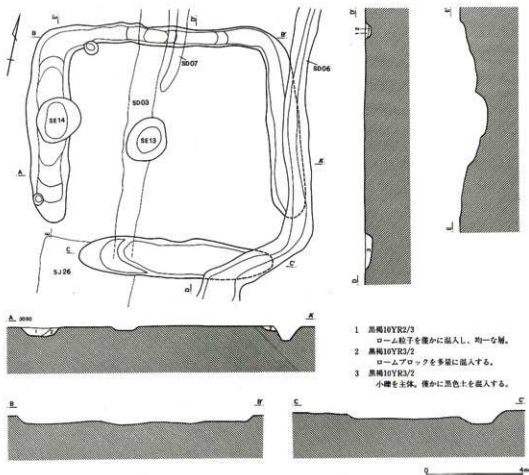 E
D'
B
B'
SD07
SD06
SD03
SE14
SE13
A
A'
E'
C
C'
SJ26
D
D'
E'
D
E
A 3080 A'
B B'
C C'
1 黒褐10YR2/3
ローム粒子を僅かに混入し、均一な層。
2 黒褐10YR3/2
ロームブロックを多量に混入する。
3 黒褐10YR3/2
小礫を主体。僅かに黒色土を混入する。
0 4m